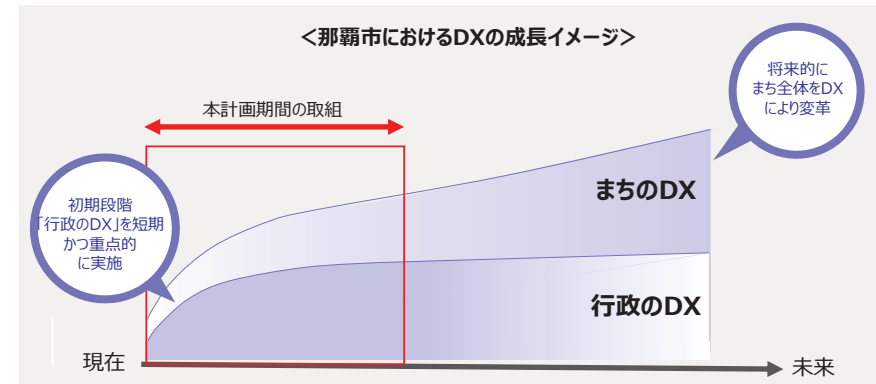 <那覇市におけるDXの成長イメージ>
将来的に
まち全体をDX
により変革
本計画期間の取組
初期段階
「行政のDX」を短期
かつ重点的
に実施
まちのDX
行政のDX
現在
未来